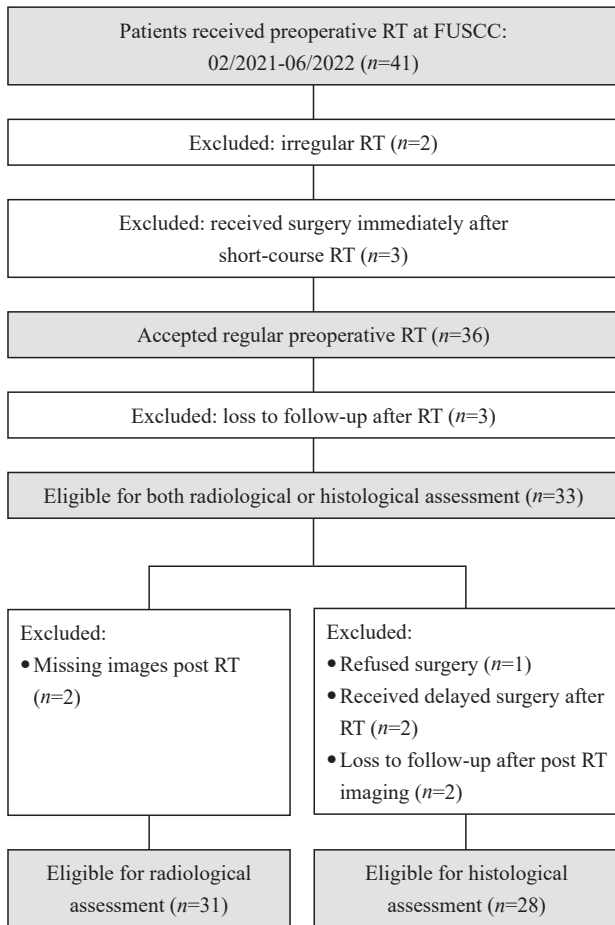 Patients received preoperative RT at FUSCC:
02/2021-06/2022 (n=41)
Excluded: irregular RT (n=2)
Excluded: received surgery immediately after
short-course RT (n=3)
Accepted regular preoperative RT (n=36)
Excluded: loss to follow-up after RT (n=3)
Eligible for both radiological or histological assessment (n=33)
Excluded:
• Missing images post RT
(n=2)
Excluded:
• Refused surgery (n=1)
• Received delayed surgery after
RT (n=2)
• Loss to follow-up after post RT
imaging (n=2)
Eligible for radiological
assessment (n=31)
Eligible for histological
assessment (n=28)